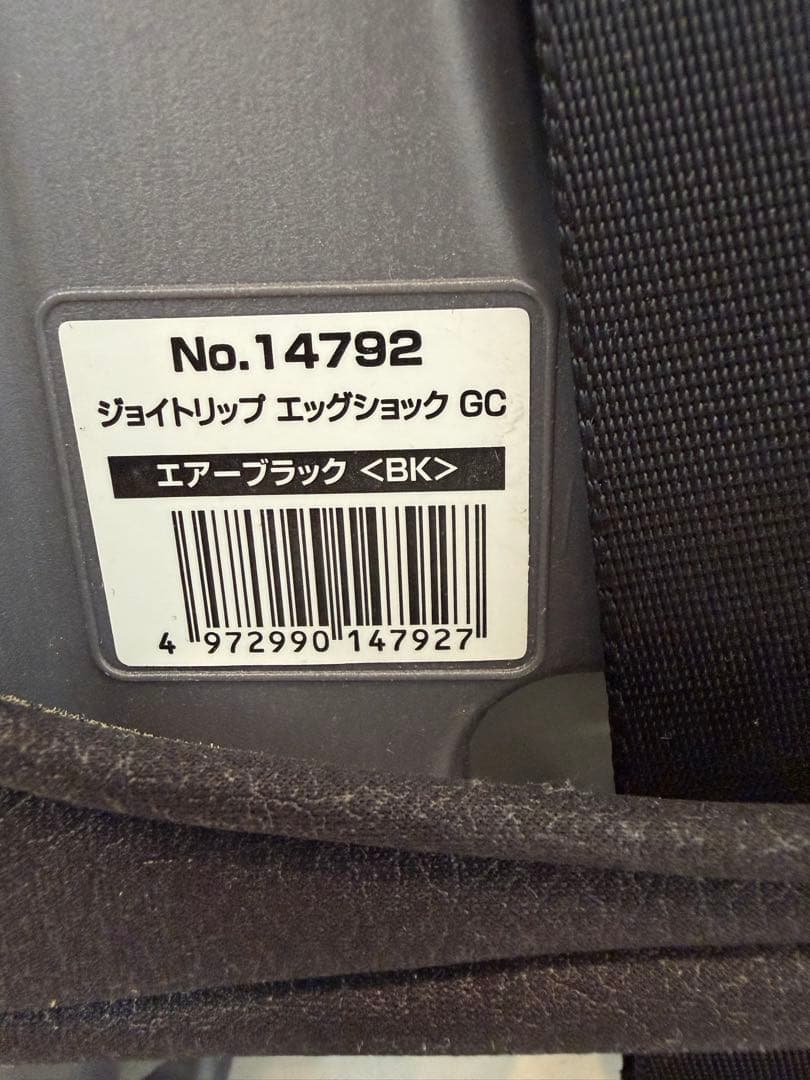 No.14792
ジョイトリップ エッグショック GC
エアーブラック <BK>
4 972990 147927